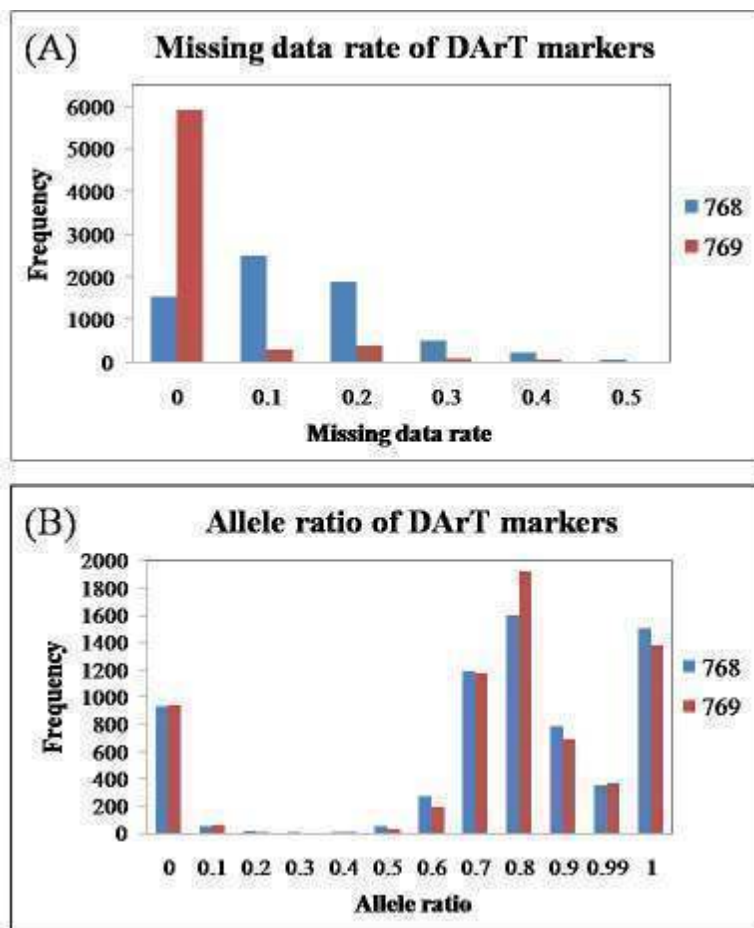 (A) Missing data rate of DArT markers
6000
5000
4000
3000
2000
1000
0
Frequency
768
769
0 0.1 0.2 0.3 0.4 0.5
Missing data rate
(B) Allele ratio of DArT markers
2000
1800
1600
1400
1200
1000
800
600
400
200
0
Frequency
768
769
0 0.1 0.2 0.3 0.4 0.5 0.6 0.7 0.8 0.9 0.99 1
Allele ratio